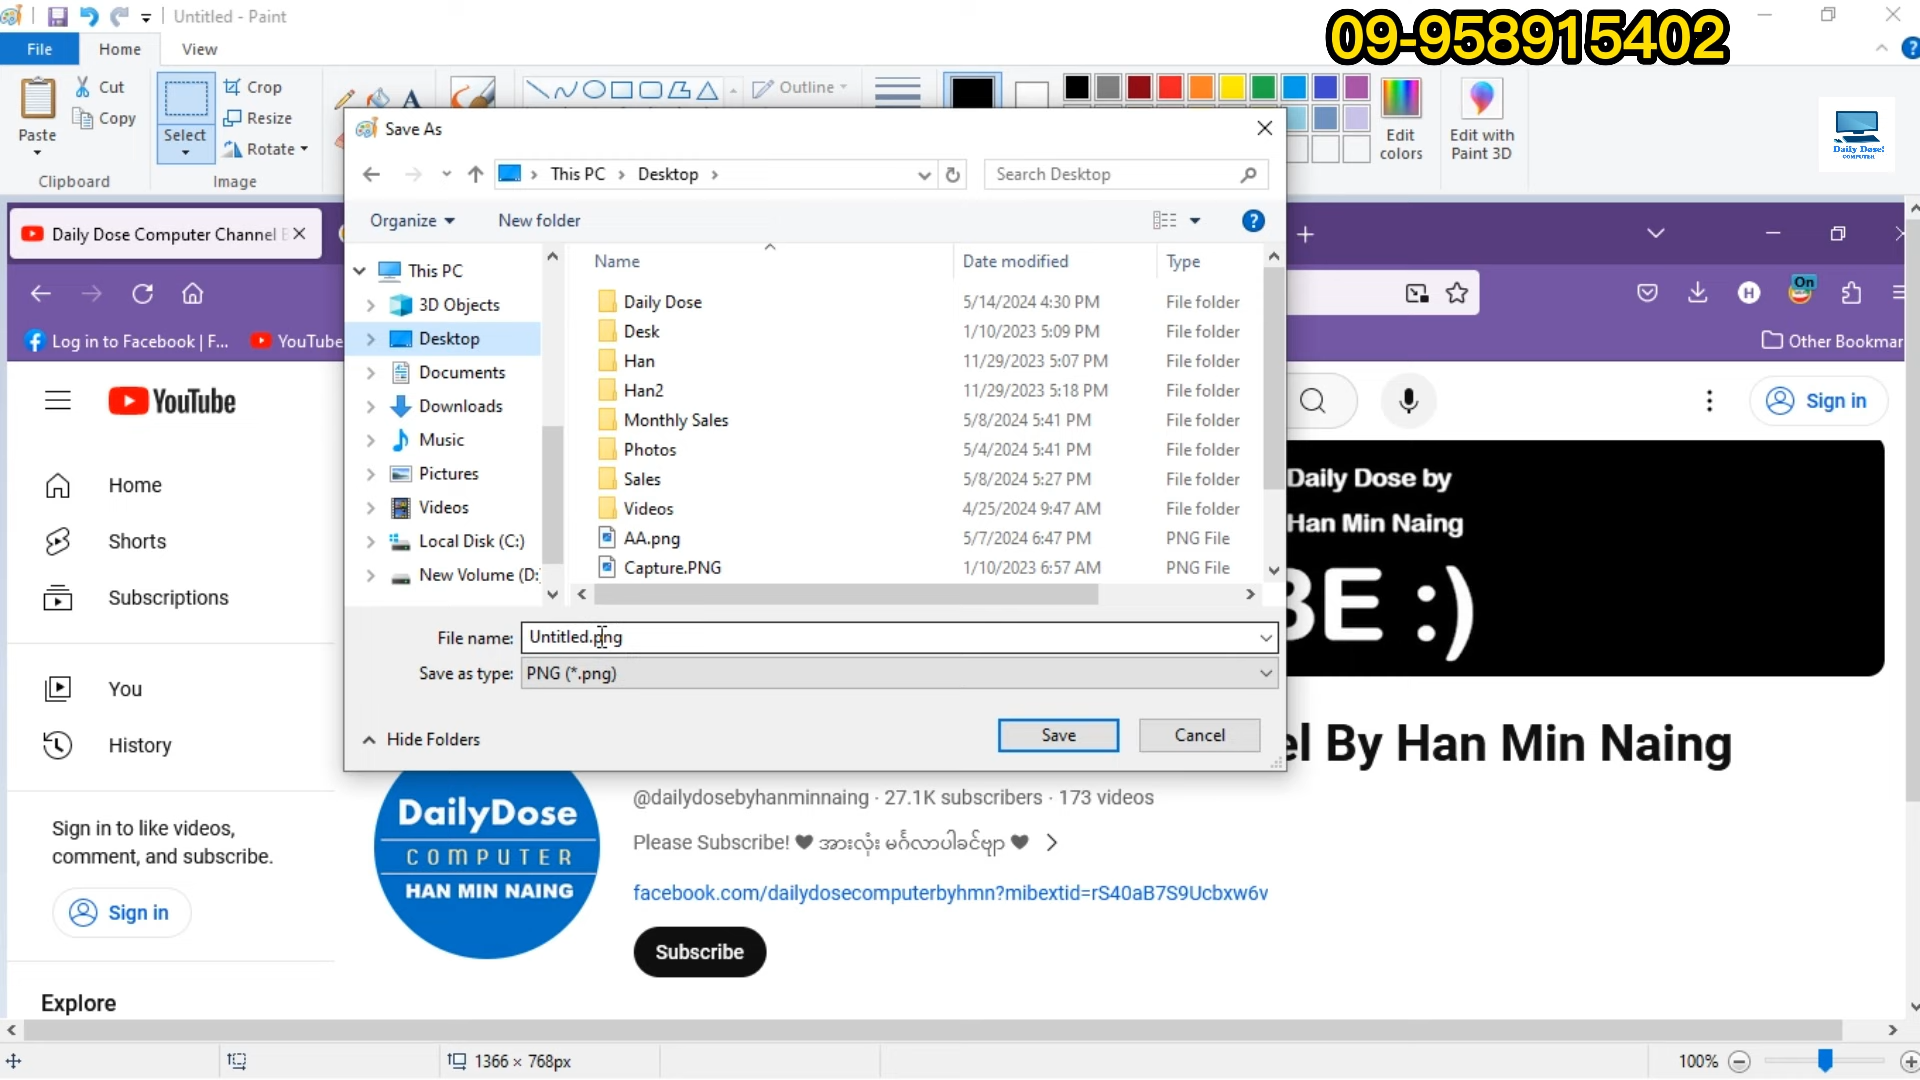 Untitled - Paint
09-958915402
File
Home
View
Paste
Cut
Copy
Clipboard
Select
Crop
Resize
Rotate
Image
Outline
Edit colors
Edit with Paint 3D
Daily Dose!
COMPUTER
Save As
This PC
Desktop
Search Desktop
Organize
New folder
Name
Date modified
Type
This PC
3D Objects
Desktop
Documents
Downloads
Music
Pictures
Videos
Local Disk (C:)
New Volume (D:
Daily Dose 5/14/2024 4:30 PM File folder
Desk 1/10/2023 5:09 PM File folder
Han 11/29/2023 5:07 PM File folder
Han2 11/29/2023 5:18 PM File folder
Monthly Sales 5/8/2024 5:41 PM File folder
Photos 5/4/2024 5:41 PM File folder
Sales 5/8/2024 5:27 PM File folder
Videos 4/25/2024 9:47 AM File folder
AA.png 5/7/2024 6:47 PM PNG File
Capture.PNG 1/10/2023 6:57 AM PNG File
File name: Untitled.png
Save as type: PNG (*.png)
Hide Folders
Save
Cancel
Daily Dose Computer Channel B
On
H
Log in to Facebook | F...
YouTube
Other Bookmar
YouTube
Sign in
Home
Shorts
Subscriptions
You
History
Sign in to like videos,
comment, and subscribe.
Sign in
Explore
Daily Dose by
Han Min Naing
BE :)
el By Han Min Naing
DailyDose
COMPUTER
HAN MIN NAING
@dailydosebyhanminnaing · 27.1K subscribers · 173 videos
Please Subscribe! ♥ အားလုံး မင်္ဂလာပါခင်ဗျာ ♥
facebook.com/dailydosecomputerbyhmn?mibextid=rS40aB7S9Ucbxw6v
Subscribe
1366 × 768px
100%